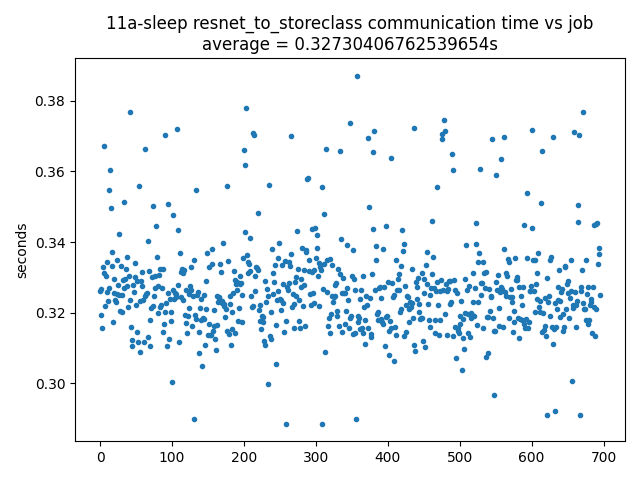 11a-sleep resnet_to_storeclass communication time vs job
average = 0.32730406762539654s
seconds
0.38
0.36
0.34
0.32
0.30
0 100 200 300 400 500 600 700